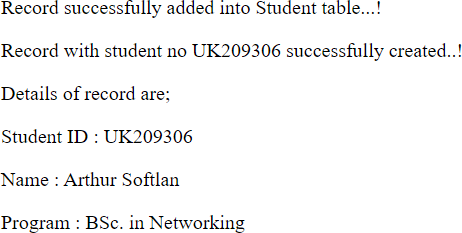 Record successfully added into Student table...!
Record with student no UK209306 successfully created..!
Details of record are;
Student ID : UK209306
Name : Arthur Softlan
Program : BSc. in Networking